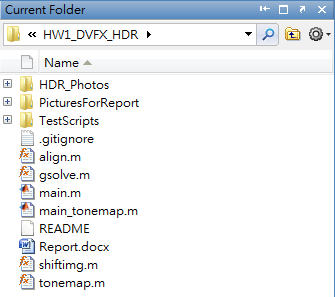 Current Folder
« HW1_DVFX_HDR
Name
HDR_Photos
PicturesForReport
TestScripts
.gitignore
align.m
gsolve.m
main.m
main_tonemap.m
README
Report.docx
shiftimg.m
tonemap.m